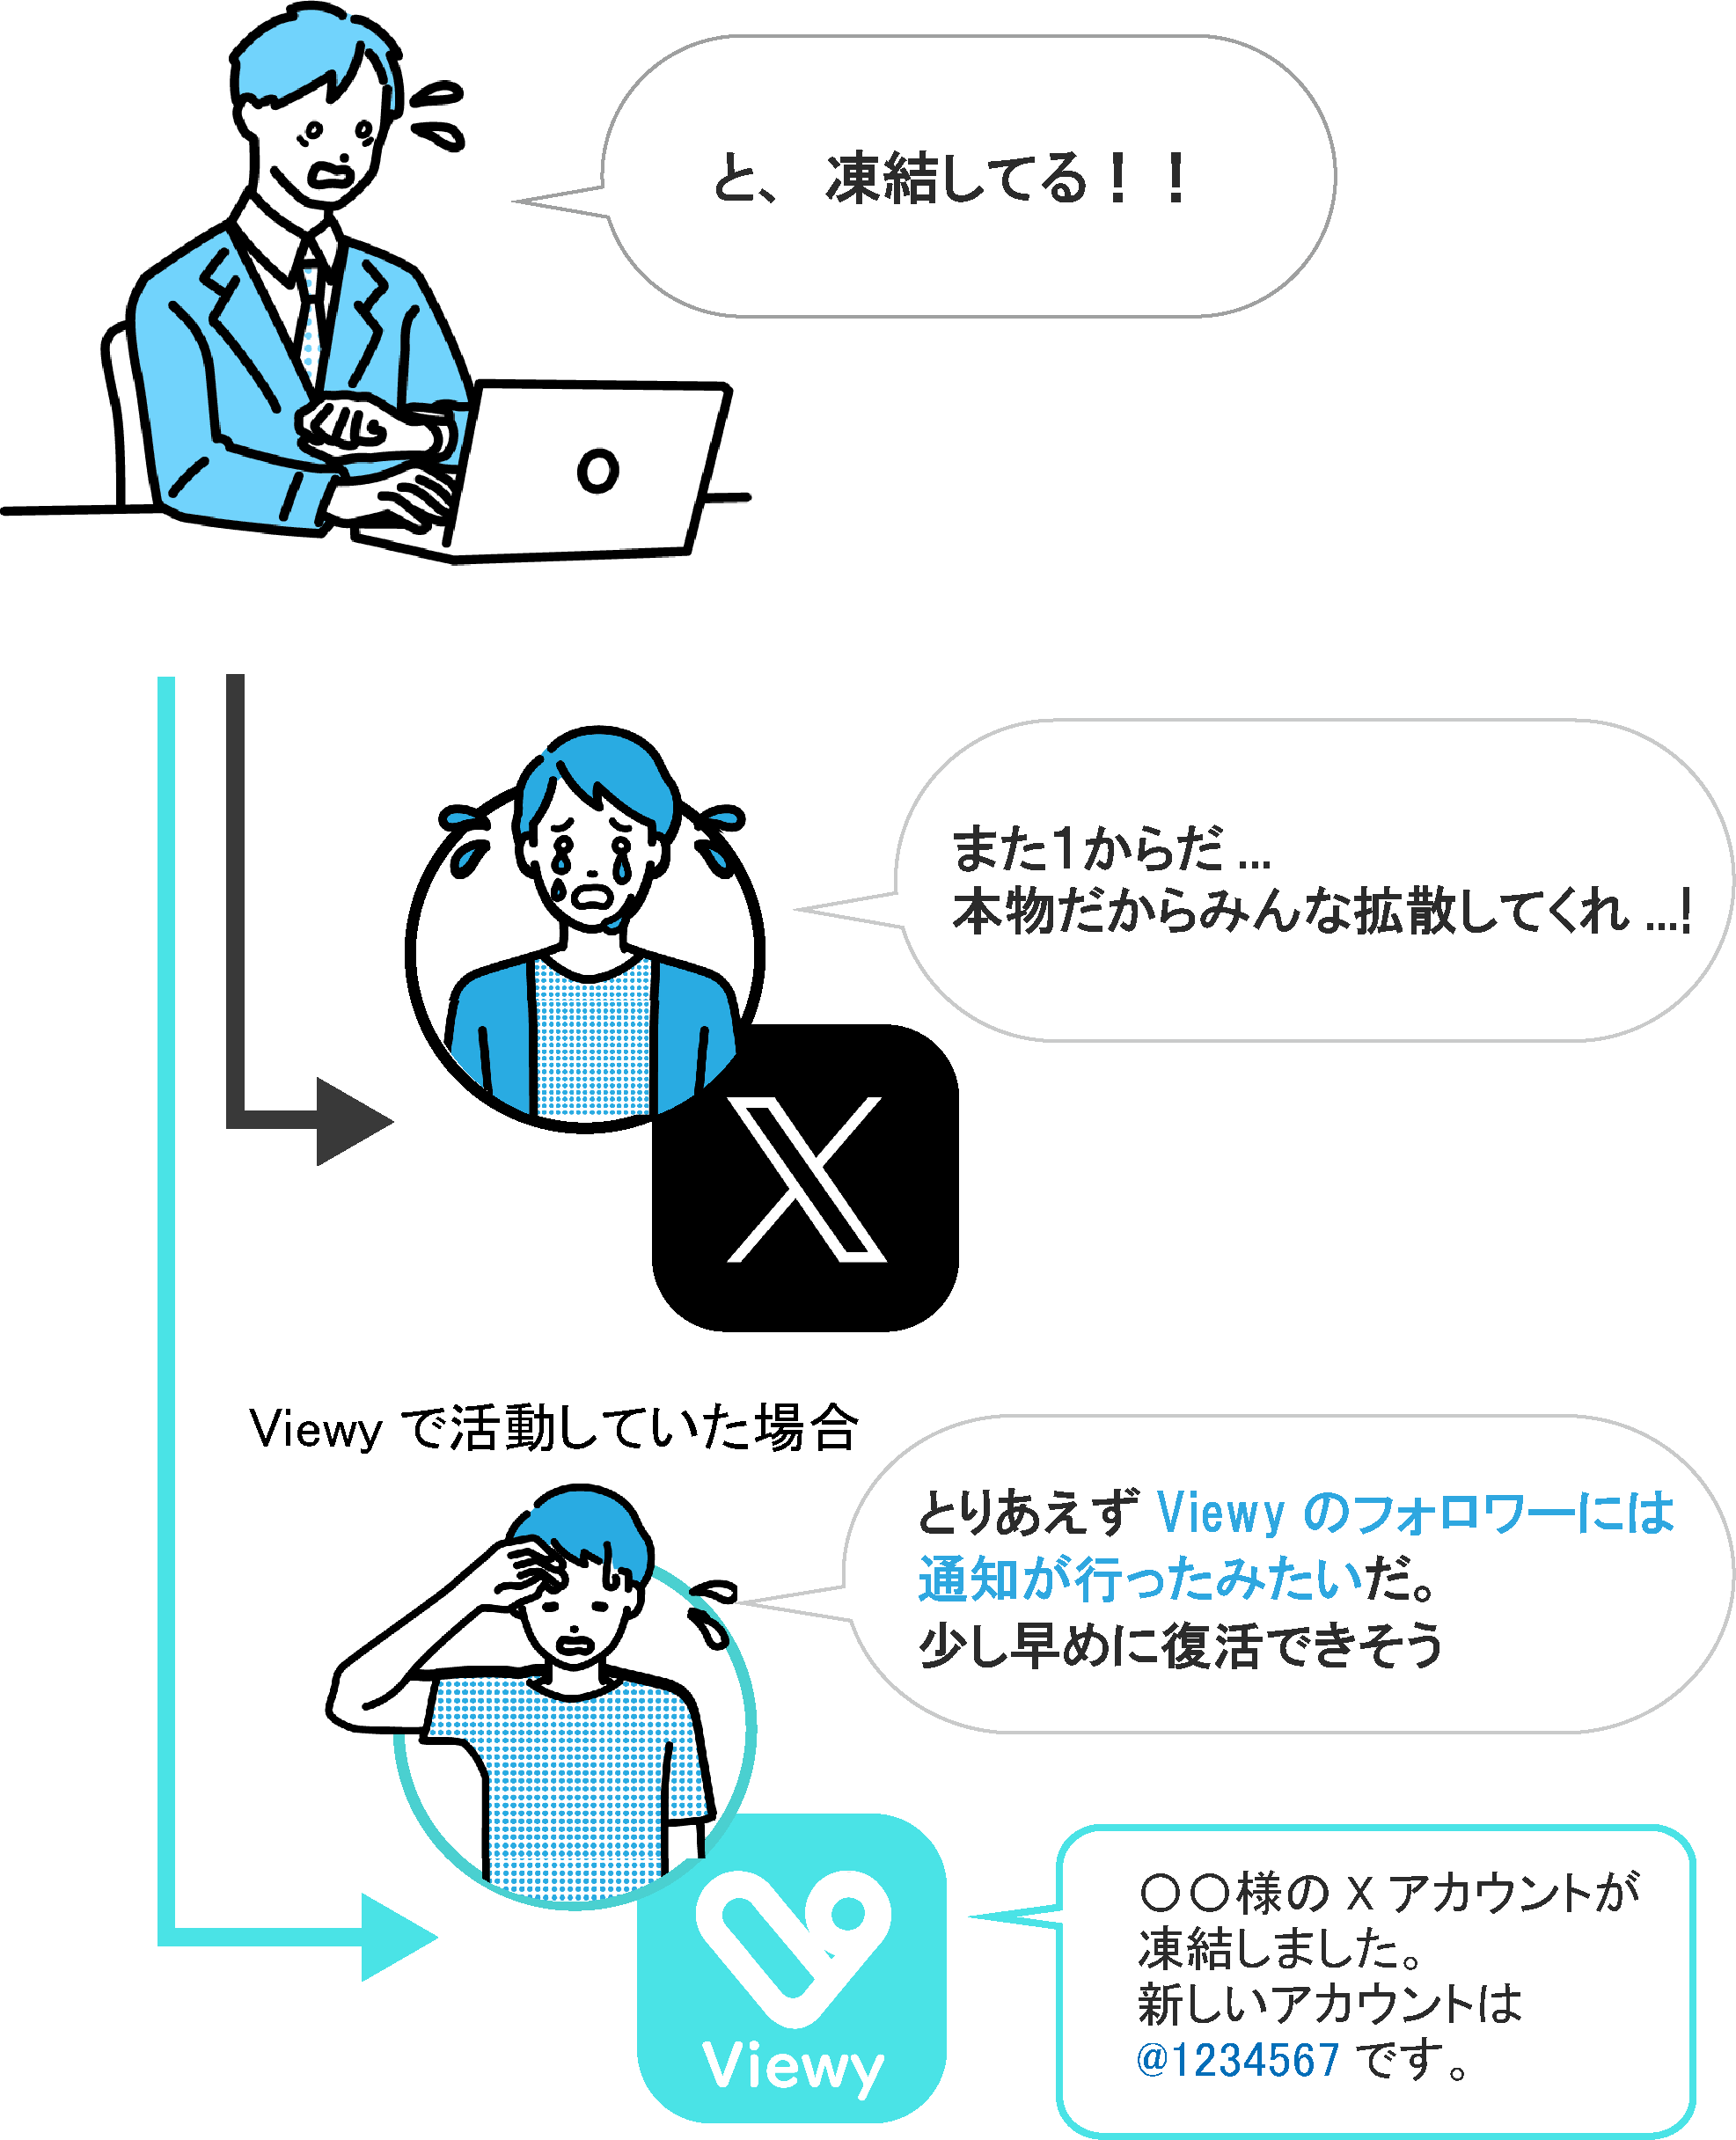 と、 凍結してる！！
また1からだ...
本物だからみんな拡散してくれ...!
Viewy で活動していた場合
とりあえず Viewy のフォロワーには
通知が行ったみたいだ。
少し早めに復活できそう
Viewy
〇〇様の X アカウントが
凍結しました。
新しいアカウントは
@1234567 です。